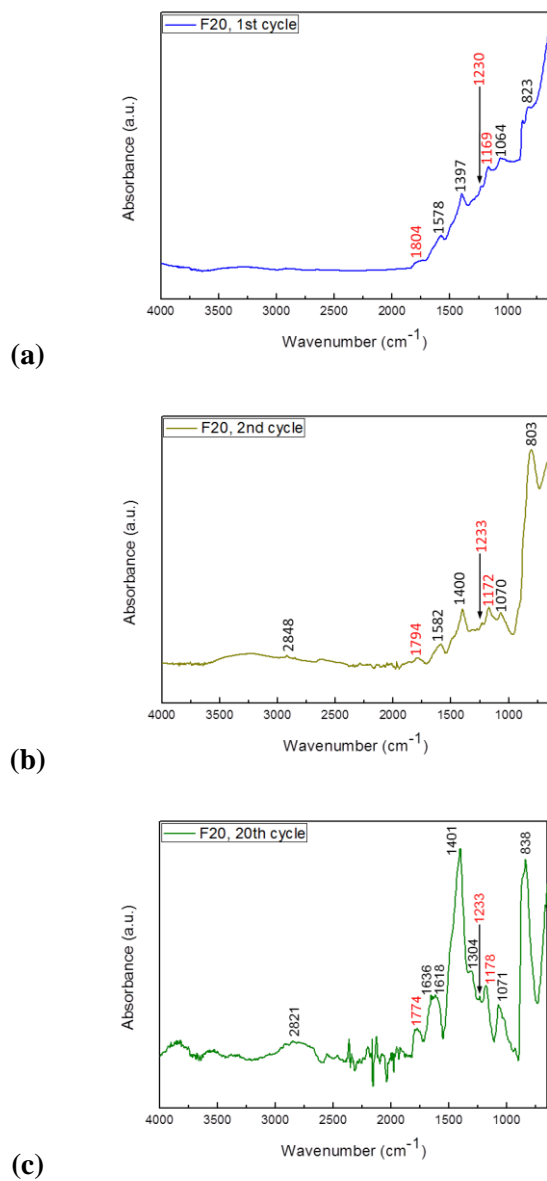 F20, 1st cycle
1230
823
1169
1064
1397
1578
1804
Absorbance (a.u.)
4000 3500 3000 2500 2000 1500 1000
Wavenumber (cm⁻¹)
(a)
F20, 2nd cycle
803
1233
1172
1070
1400
1582
1794
2848
Absorbance (a.u.)
4000 3500 3000 2500 2000 1500 1000
Wavenumber (cm⁻¹)
(b)
F20, 20th cycle
1401
838
1233
1304
1178
1636
1618
1071
1774
2821
Absorbance (a.u.)
4000 3500 3000 2500 2000 1500 1000
Wavenumber (cm⁻¹)
(c)